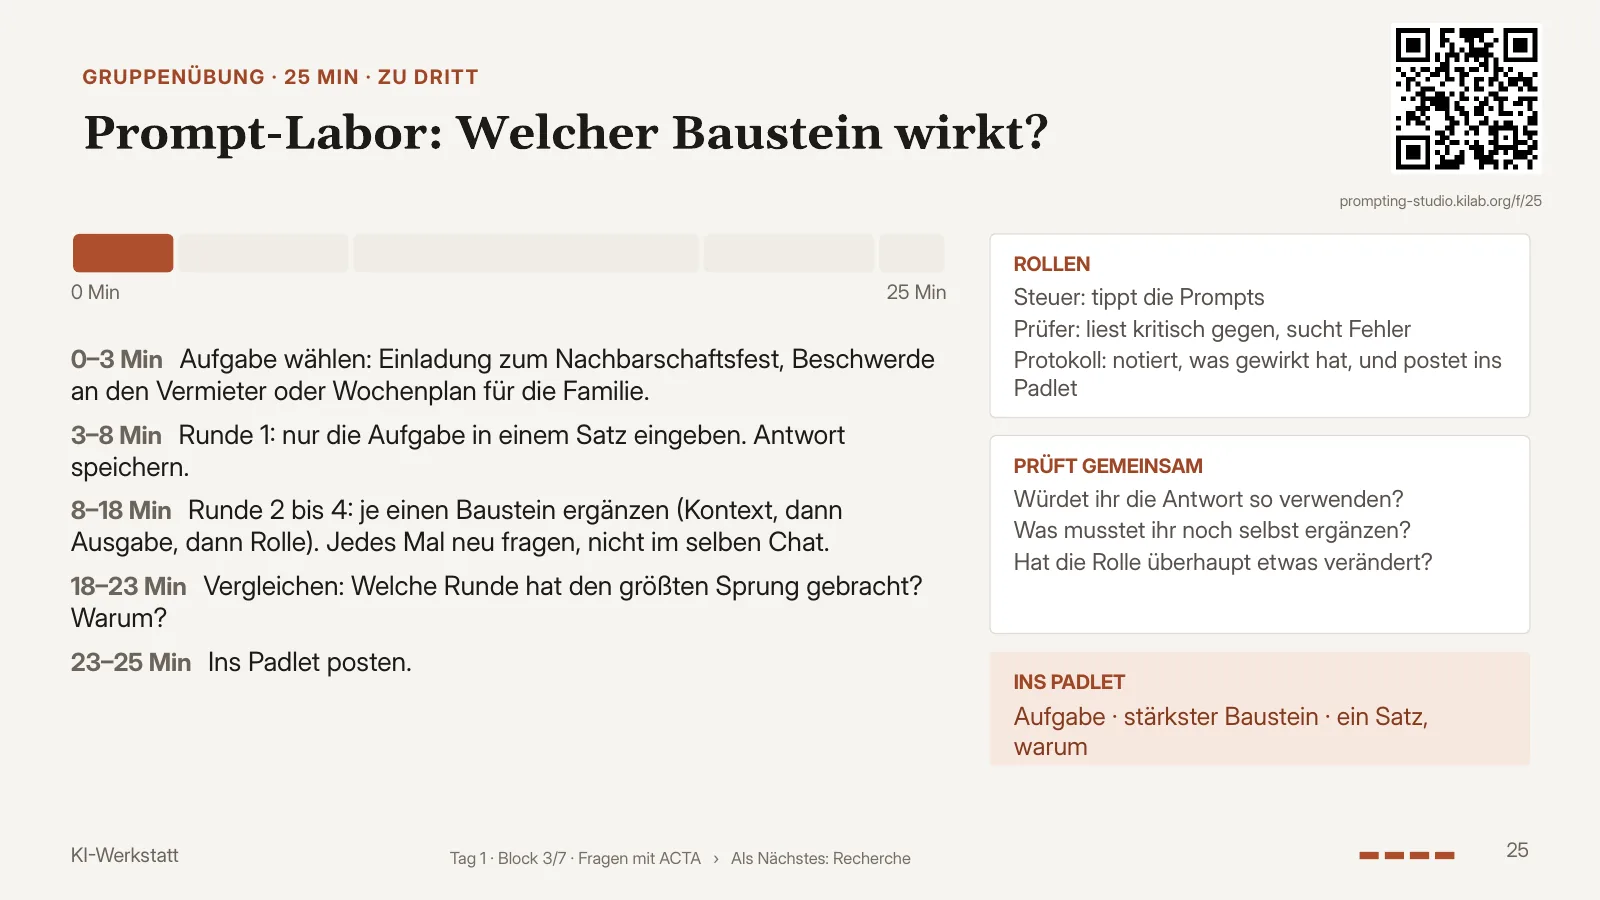 GRUPPENÜBUNG · 25 MIN · ZU DRITT
Prompt-Labor: Welcher Baustein wirkt?
prompting-studio.kilab.org/f/25
0 Min
25 Min
0–3 Min Aufgabe wählen: Einladung zum Nachbarschaftsfest, Beschwerde
an den Vermieter oder Wochenplan für die Familie.
3–8 Min Runde 1: nur die Aufgabe in einem Satz eingeben. Antwort
speichern.
8–18 Min Runde 2 bis 4: je einen Baustein ergänzen (Kontext, dann
Ausgabe, dann Rolle). Jedes Mal neu fragen, nicht im selben Chat.
18–23 Min Vergleichen: Welche Runde hat den größten Sprung gebracht?
Warum?
23–25 Min Ins Padlet posten.
ROLLEN
Steuer: tippt die Prompts
Prüfer: liest kritisch gegen, sucht Fehler
Protokoll: notiert, was gewirkt hat, und postet ins
Padlet
PRÜFT GEMEINSAM
Würdet ihr die Antwort so verwenden?
Was musstet ihr noch selbst ergänzen?
Hat die Rolle überhaupt etwas verändert?
INS PADLET
Aufgabe · stärkster Baustein · ein Satz,
warum
KI-Werkstatt
Tag 1 · Block 3/7 · Fragen mit ACTA › Als Nächstes: Recherche
25